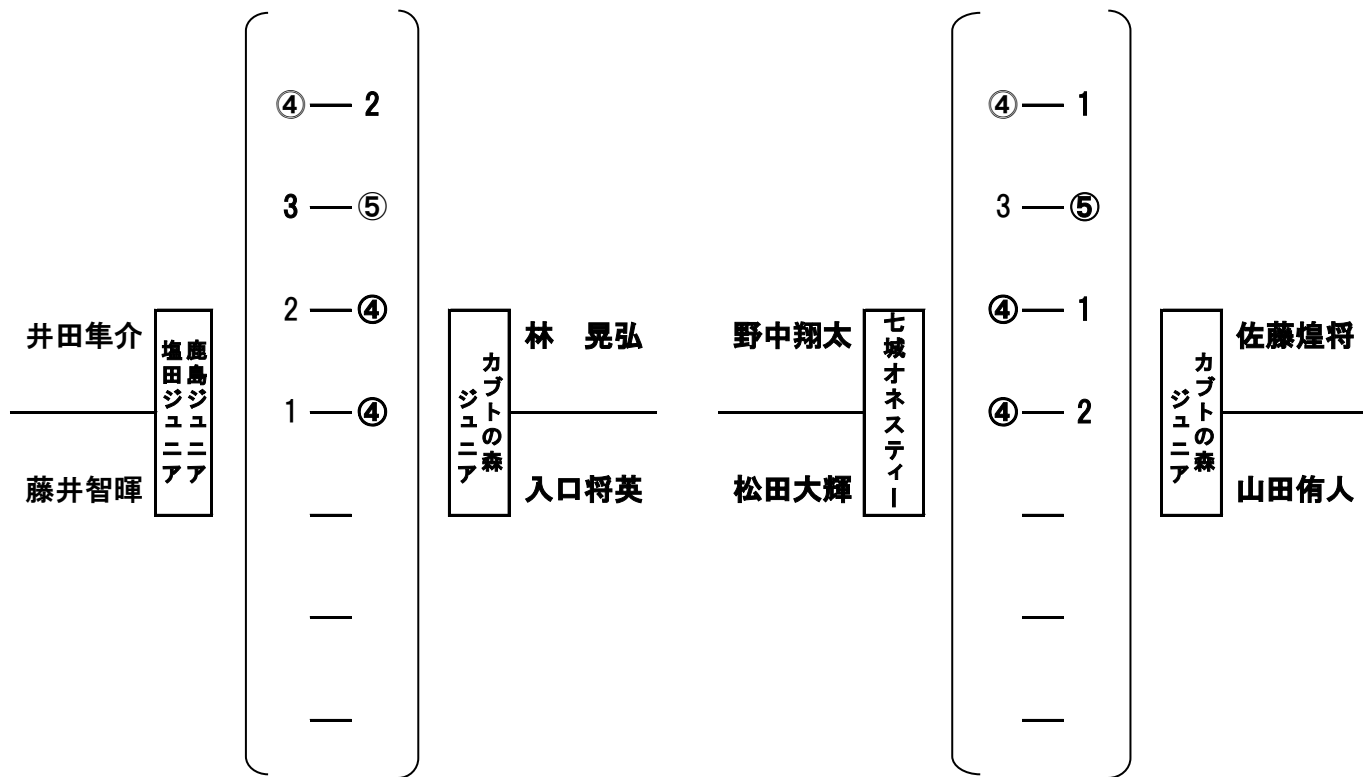 ④ — 2
3 — ⑤
2 — ④
1 — ④
—
—
—
井田隼介
藤井智暉
鹿島ジュニア
塩田ジュニア
カブトの森
ジュニア
林　晃弘
入口将英
④ — 1
3 — ⑤
④ — 1
④ — 2
—
—
—
野中翔太
松田大輝
七城オネスティー
カブトの森
ジュニア
佐藤煌将
山田侑人